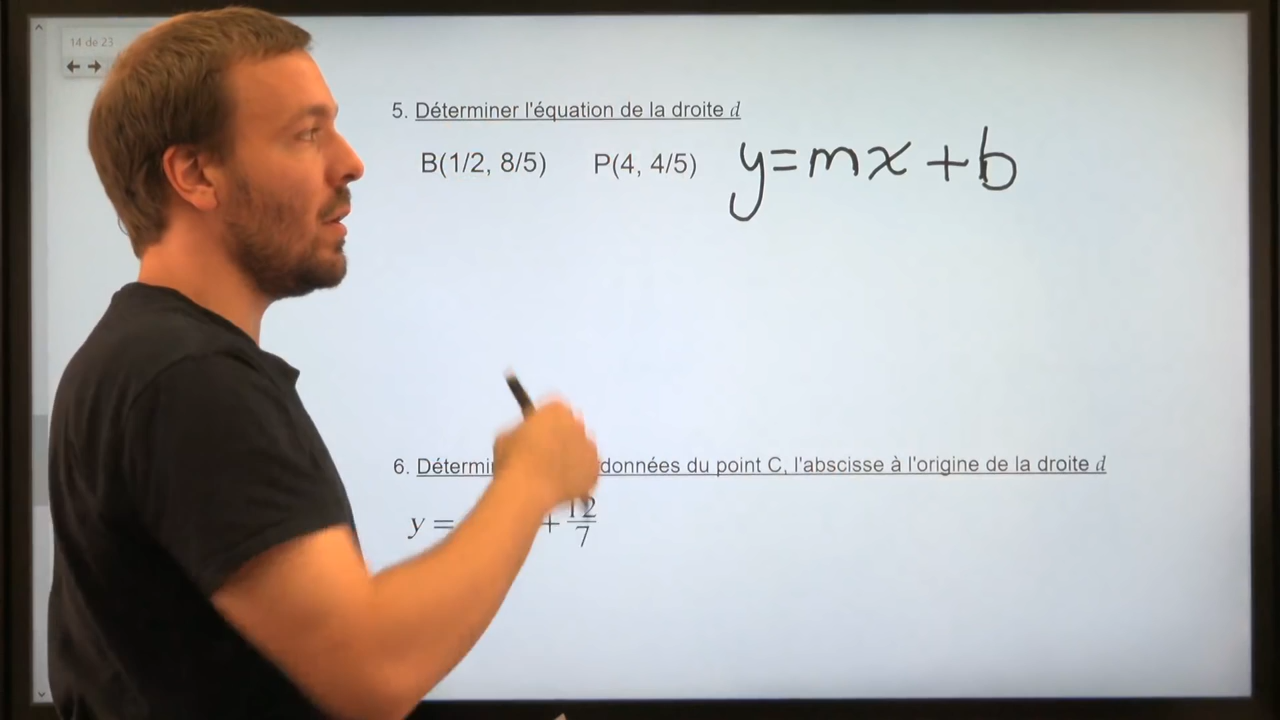 14 de 23
5. Déterminer l'équation de la droite d
B(1/2, 8/5) P(4, 4/5) y=mx+b
6. Détermi données du point C, l'abscisse à l'origine de la droite d
y = + 12/7